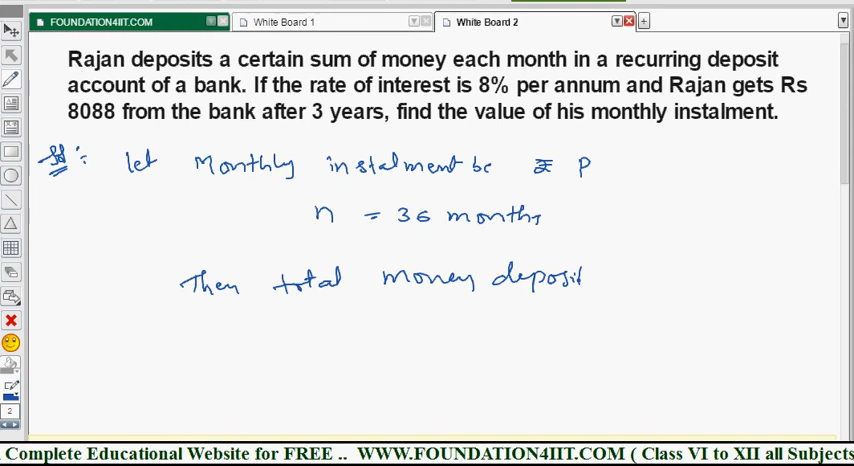 FOUNDATION4IIT.COM White Board 1 White Board 2
Rajan deposits a certain sum of money each month in a recurring deposit
account of a bank. If the rate of interest is 8% per annum and Rajan gets Rs
8088 from the bank after 3 years, find the value of his monthly instalment.
Sol: let Monthly instalment be ₹ P
n = 36 months
Then total money deposit
2
Complete Educational Website for FREE .. WWW.FOUNDATION4IIT.COM ( Class VI to XII all Subjects